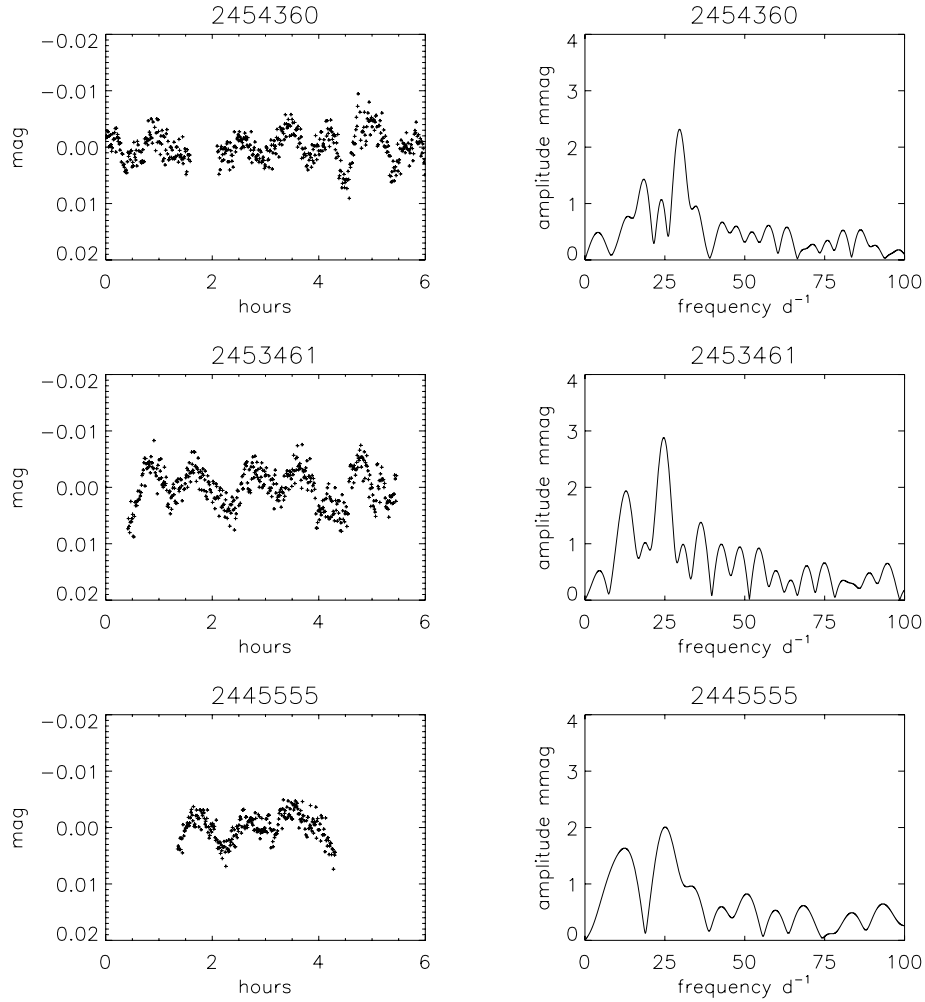 2454360
−0.02
−0.01
0.00
0.01
0.02
mag
0 2 4 6
hours
2454360
4
3
2
1
0
amplitude mmag
0 25 50 75 100
frequency d⁻¹
2453461
−0.02
−0.01
0.00
0.01
0.02
mag
0 2 4 6
hours
2453461
4
3
2
1
0
amplitude mmag
0 25 50 75 100
frequency d⁻¹
2445555
−0.02
−0.01
0.00
0.01
0.02
mag
0 2 4 6
hours
2445555
4
3
2
1
0
amplitude mmag
0 25 50 75 100
frequency d⁻¹